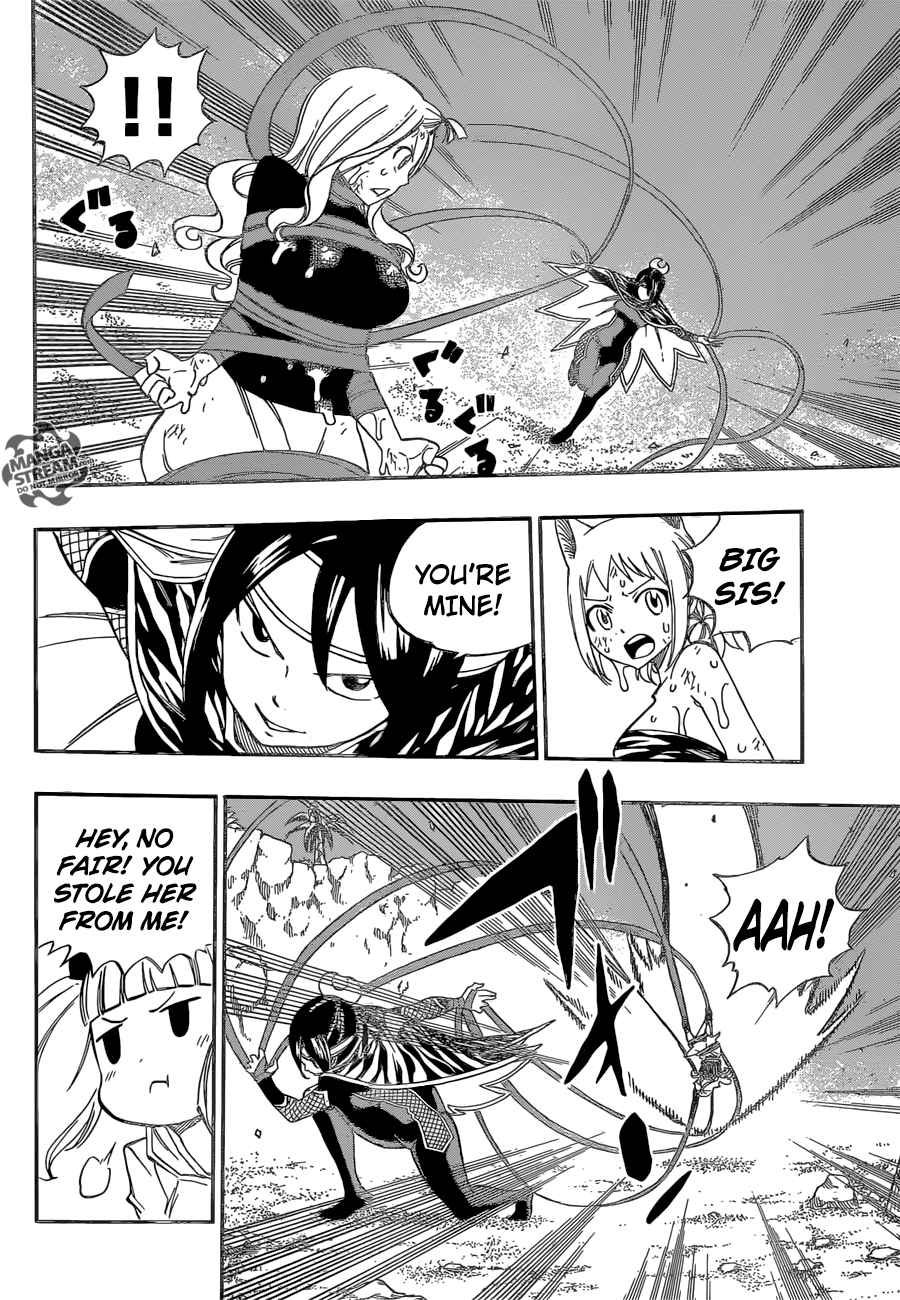 !!
ぐる
ぐるぐる
MANGA
STREAM
DO NOT MIRROR
BIG
SIS!
YOU'RE
MINE!
AAH!
HEY, NO
FAIR! YOU
STOLE HER
FROM ME!